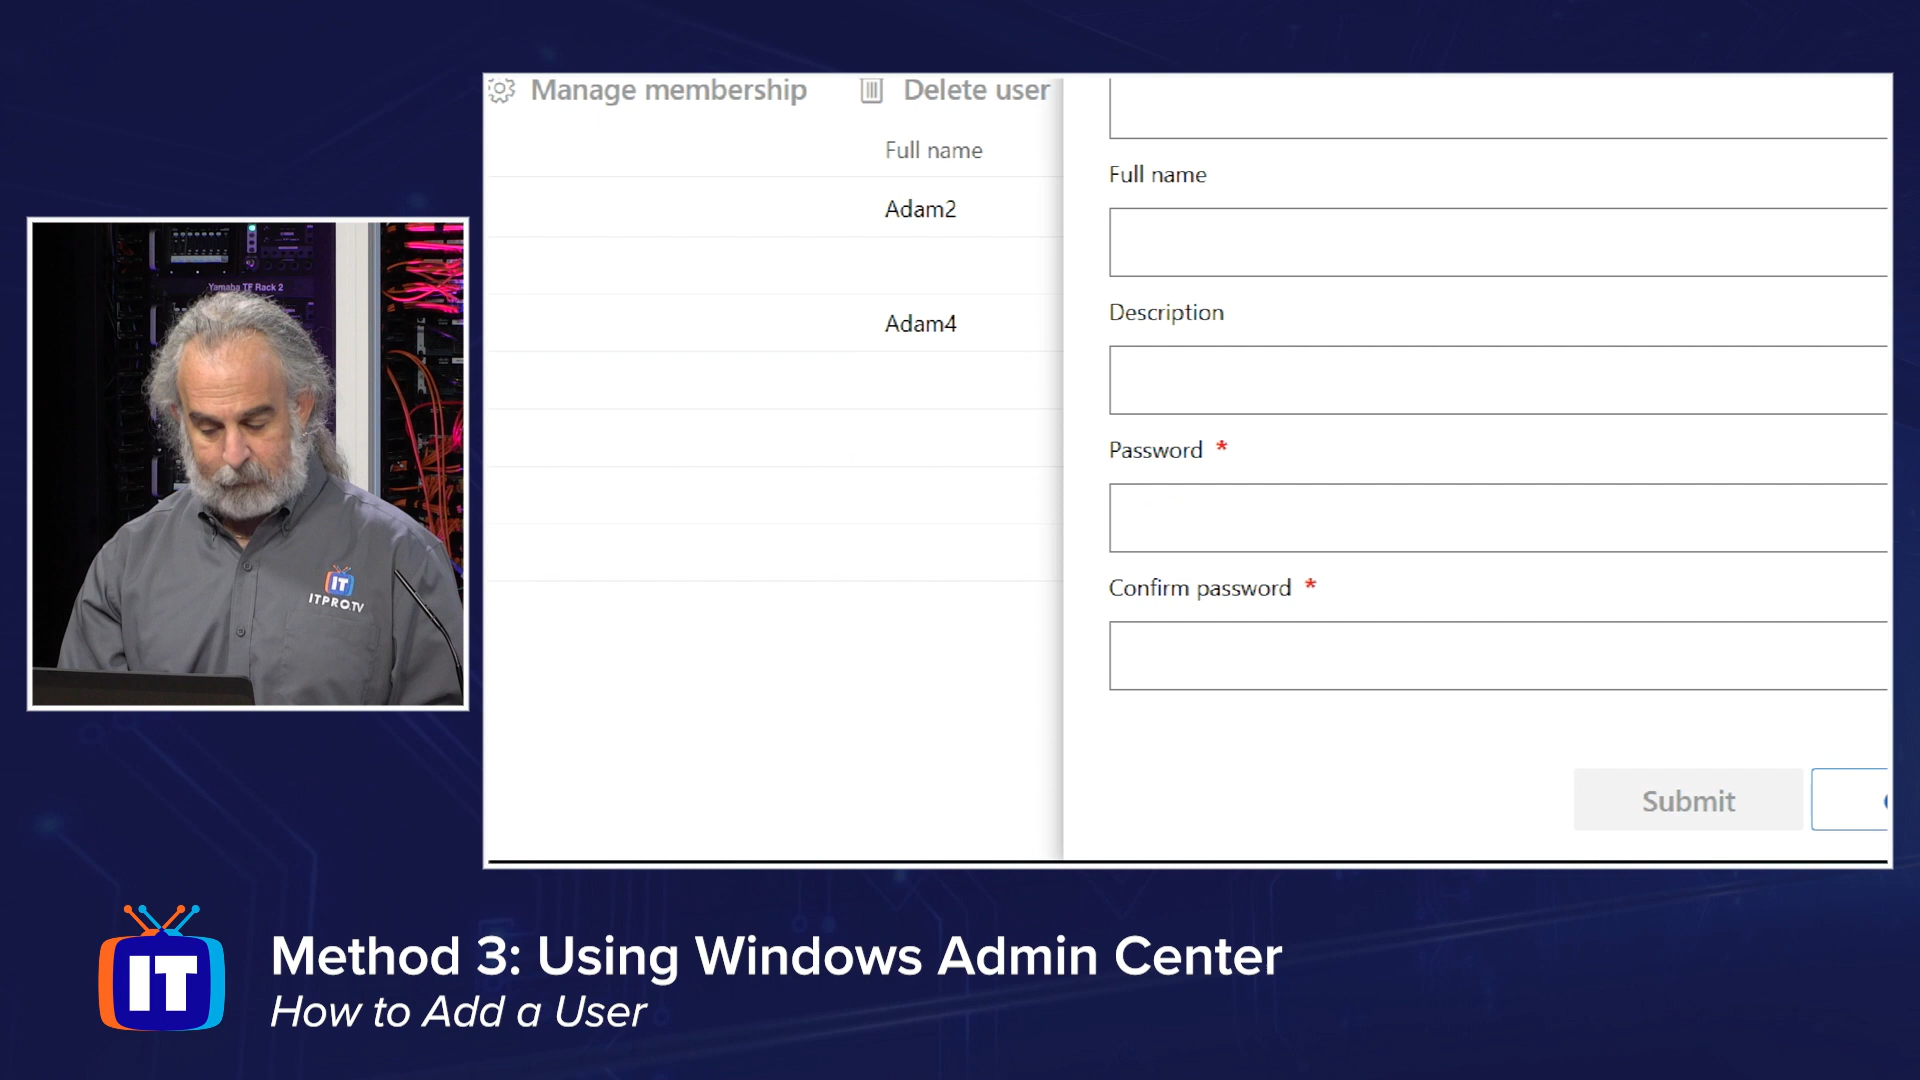 Manage membership
Delete user
Full name
Adam2
Adam4
Full name
Description
Password *
Confirm password *
Submit
Yamaha TF Rack 2
IT
ITPRO.TV
IT
Method 3: Using Windows Admin Center
How to Add a User